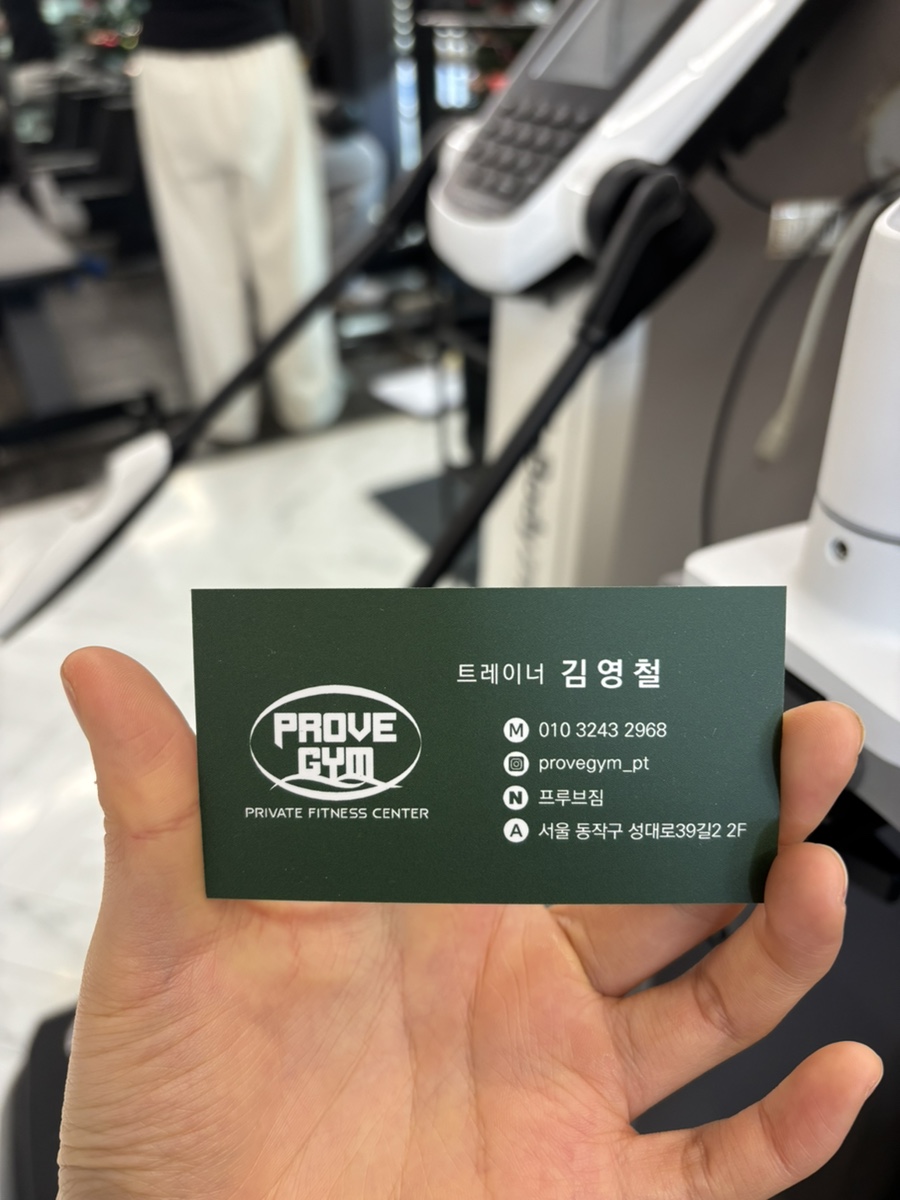 PROVE
GYM
PRIVATE FITNESS CENTER
트레이너 김영철
M 010 3243 2968
provegym_pt
N 프루브짐
A 서울 동작구 성대로39길2 2F